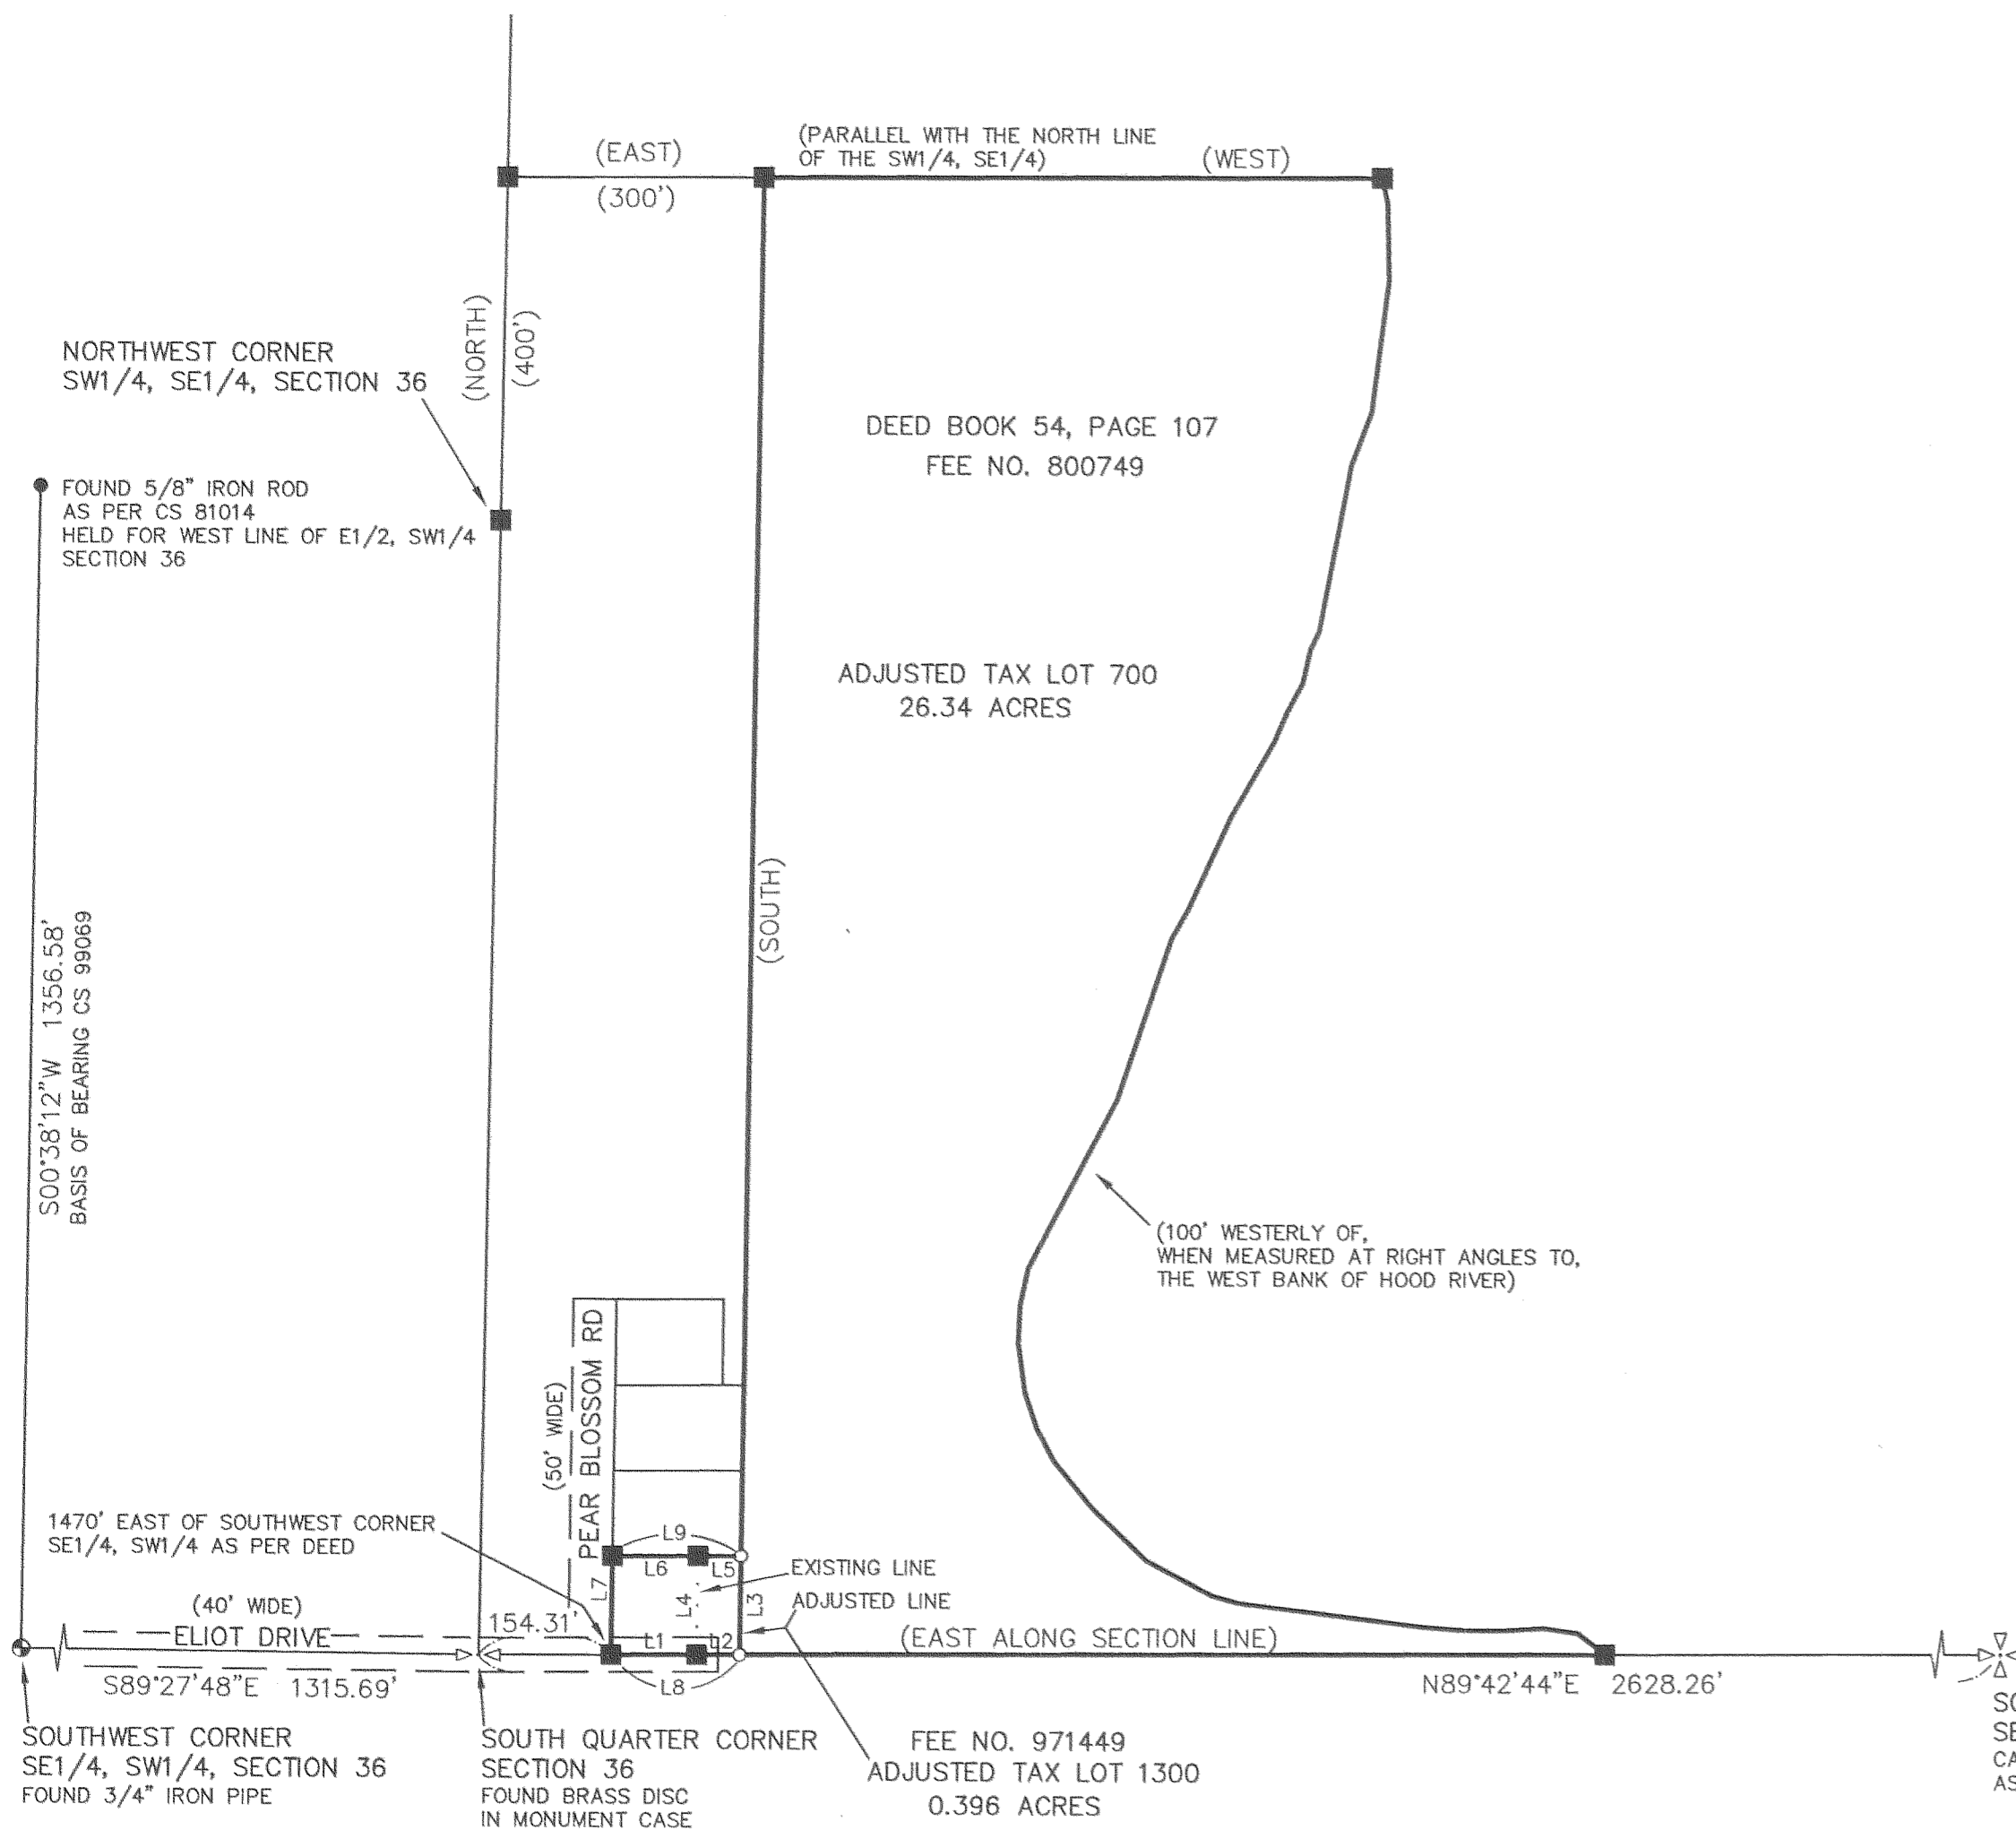 (EAST)
(300')
(PARALLEL WITH THE NORTH LINE
OF THE SW1/4, SE1/4)
(WEST)
(NORTH)
(400')
NORTHWEST CORNER
SW1/4, SE1/4, SECTION 36
DEED BOOK 54, PAGE 107
FEE NO. 800749
FOUND 5/8" IRON ROD
AS PER CS 81014
HELD FOR WEST LINE OF E1/2, SW1/4
SECTION 36
ADJUSTED TAX LOT 700
26.34 ACRES
(SOUTH)
S00°38'12"W 1356.58'
BASIS OF BEARING CS 99069
(100' WESTERLY OF,
WHEN MEASURED AT RIGHT ANGLES TO,
THE WEST BANK OF HOOD RIVER)
PEAR BLOSSOM RD
(50' WIDE)
1470' EAST OF SOUTHWEST CORNER
SE1/4, SW1/4 AS PER DEED
L9
L6
L5
L7
L4
L3
EXISTING LINE
ADJUSTED LINE
(40' WIDE)
ELIOT DRIVE
154.31'
L1
L2
L8
(EAST ALONG SECTION LINE)
S89°27'48"E 1315.69'
N89°42'44"E 2628.26'
SOUTHWEST CORNER
SE1/4, SW1/4, SECTION 36
FOUND 3/4" IRON PIPE
SOUTH QUARTER CORNER
SECTION 36
FOUND BRASS DISC
IN MONUMENT CASE
FEE NO. 971449
ADJUSTED TAX LOT 1300
0.396 ACRES
SO
SE
CA
AS